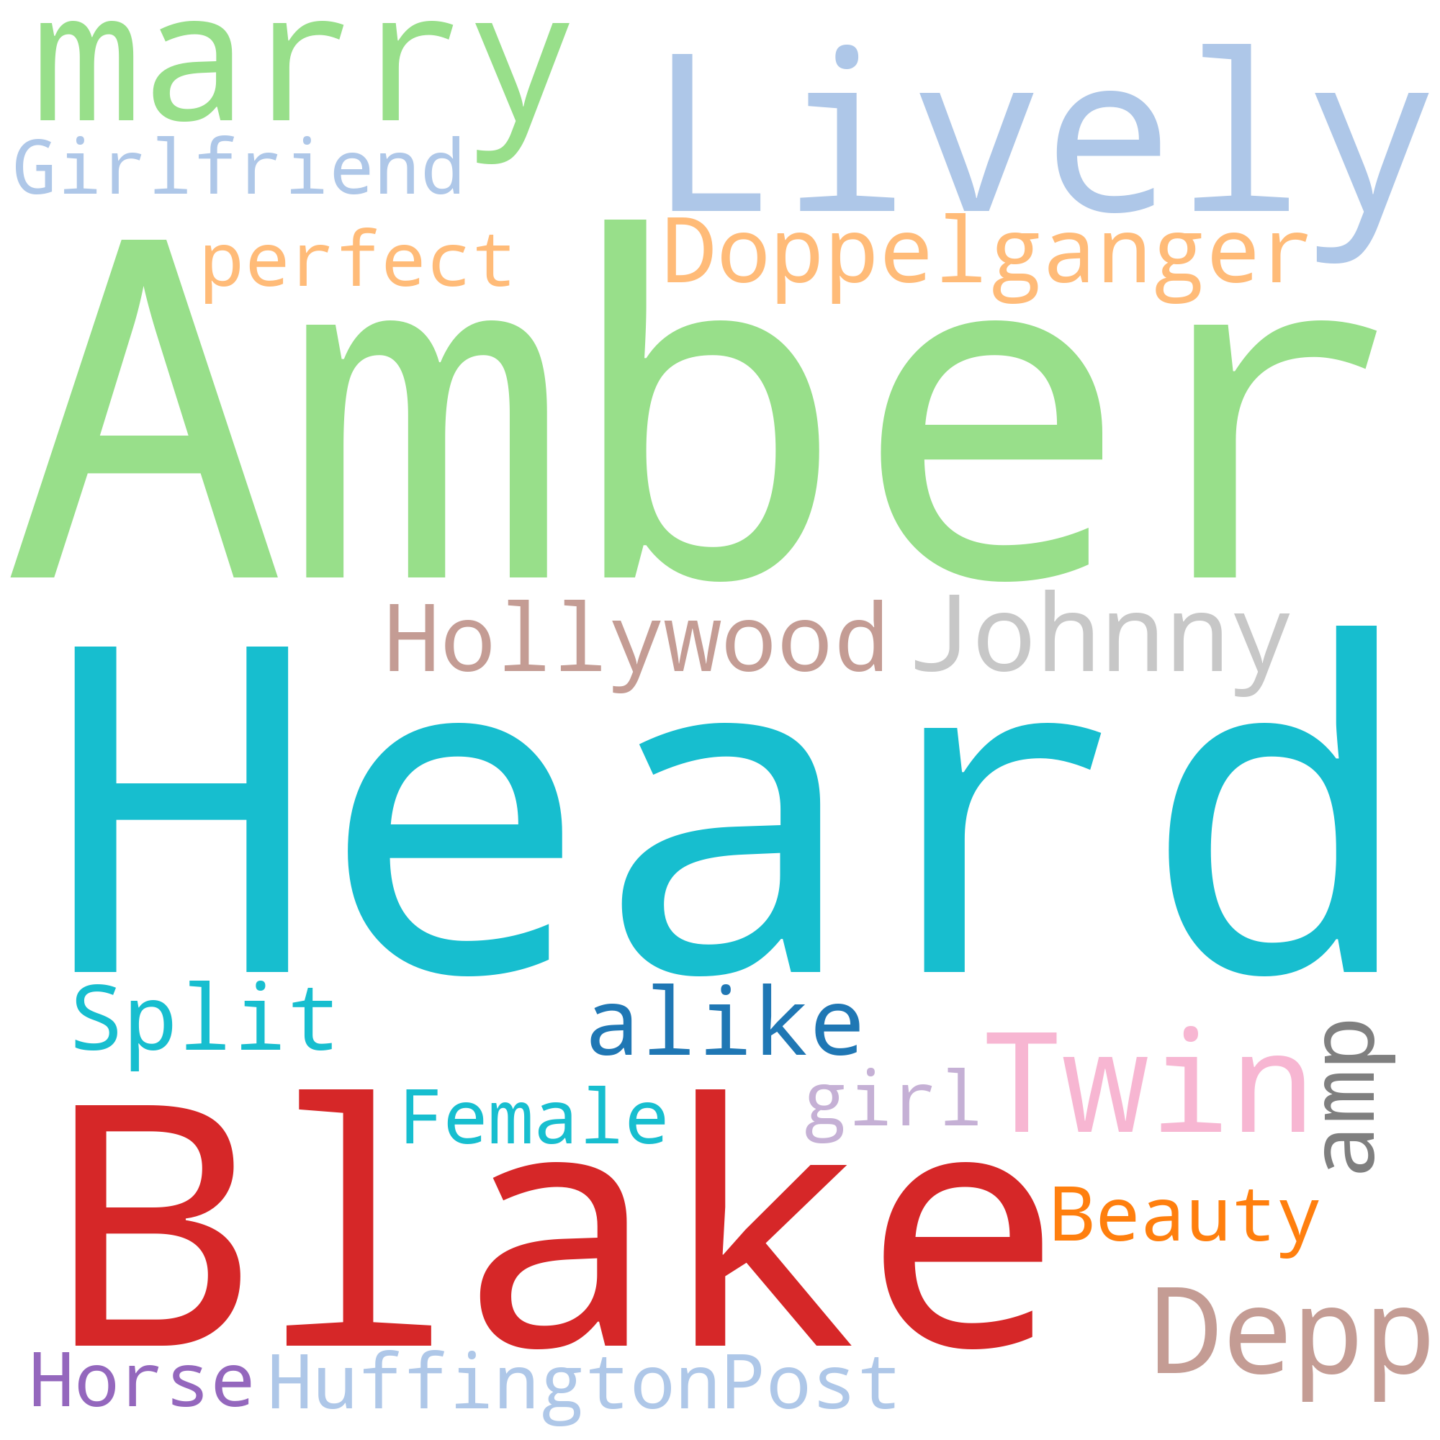 marry
Lively
Girlfriend
perfect
Doppelganger
Amber
Hollywood
Johnny
Heard
Split
alike
Twin
amp
Female
girl
Blake
Beauty
Depp
Horse
HuffingtonPost